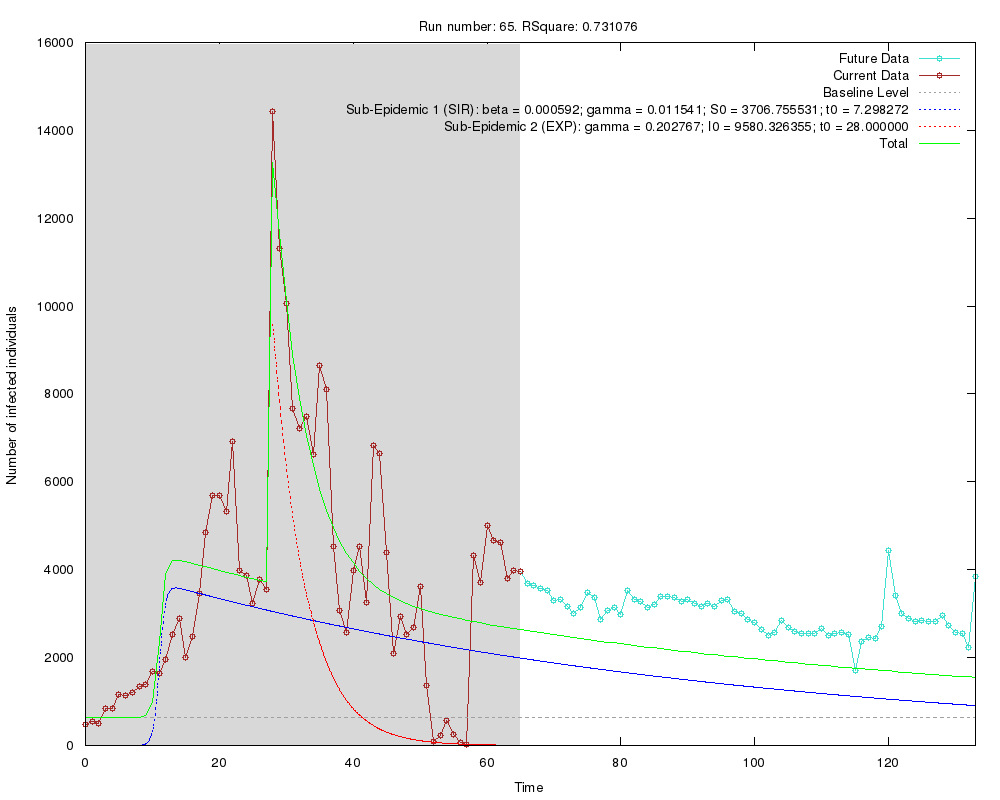 Run number: 65. RSquare: 0.731076
16000
14000
12000
10000
8000
6000
4000
2000
0
Number of infected individuals
Future Data
Current Data
Baseline Level
Sub-Epidemic 1 (SIR): beta = 0.000592; gamma = 0.011541; S0 = 3706.755531; t0 = 7.298272
Sub-Epidemic 2 (EXP): gamma = 0.202767; I0 = 9580.326355; t0 = 28.000000
Total
0 20 40 60 80 100 120
Time